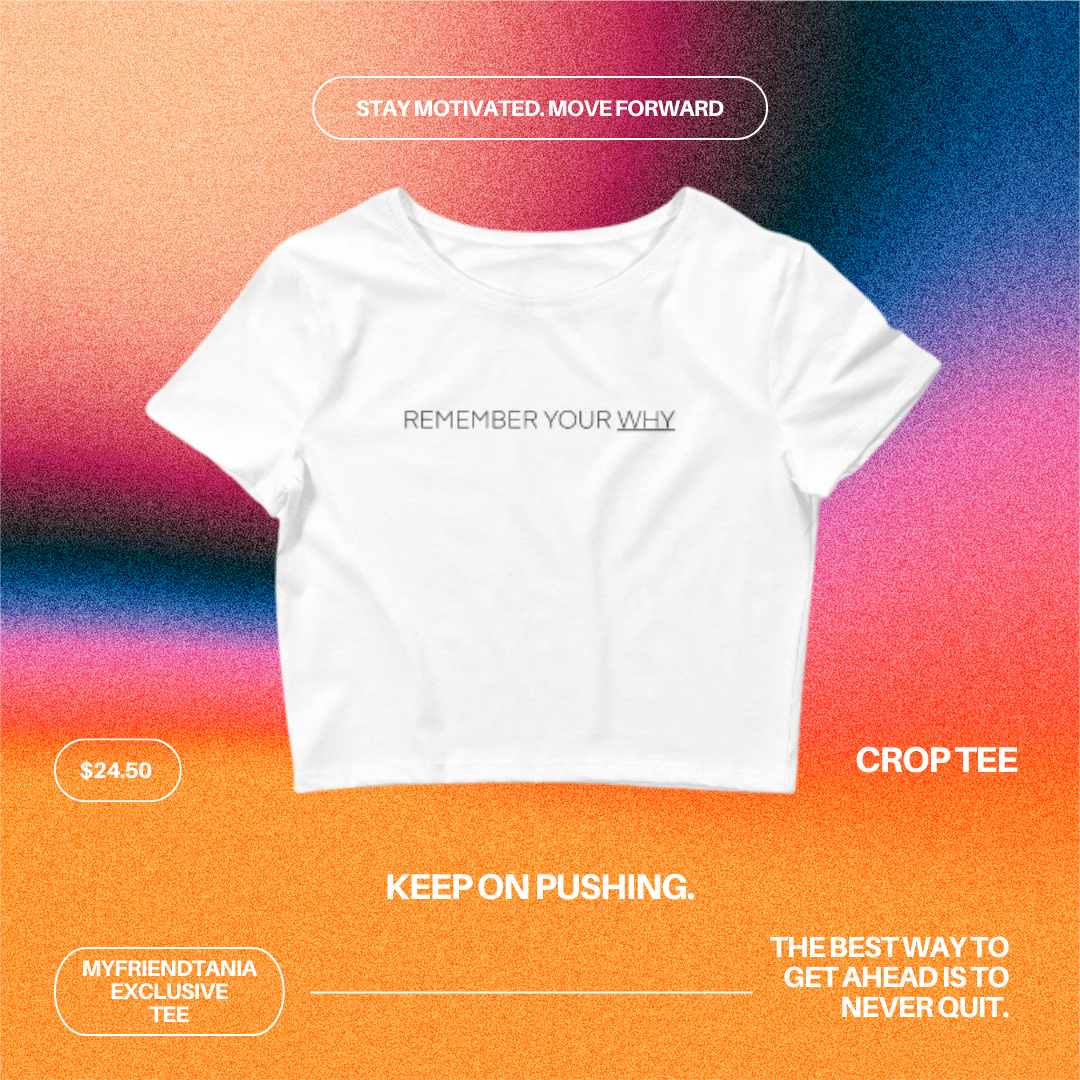 STAY MOTIVATED. MOVE FORWARD
REMEMBER YOUR WHY
$24.50
CROP TEE
KEEP ON PUSHING.
MYFRIENDTANIA
EXCLUSIVE
TEE
THE BEST WAY TO
GET AHEAD IS TO
NEVER QUIT.